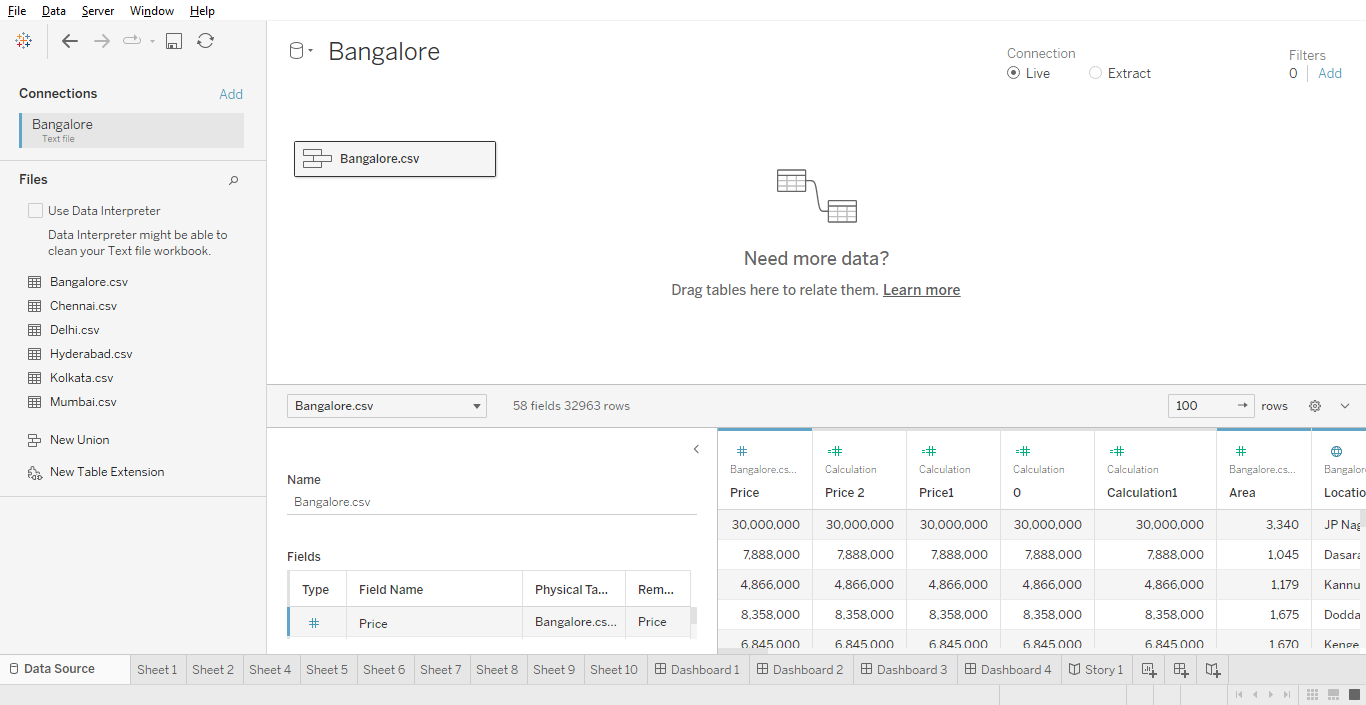 File Data Server Window Help
Bangalore
Connection
Live Extract
Filters
0 Add
Connections Add
Bangalore
Text file
Files
Use Data Interpreter
Data Interpreter might be able to
clean your Text file workbook.
Bangalore.csv
Chennai.csv
Delhi.csv
Hyderabad.csv
Kolkata.csv
Mumbai.csv
New Union
New Table Extension
Bangalore.csv
Need more data?
Drag tables here to relate them. Learn more
Bangalore.csv 58 fields 32963 rows 100 rows
Name
Bangalore.csv
Fields
Type Field Name Physical Ta... Rem...
Price Bangalore.cs... Price
Bangalore.cs... Calculation Calculation Calculation Calculation Bangalore.cs... Bangalor
Price Price 2 Price1 0 Calculation1 Area Locatio
30,000,000 30,000,000 30,000,000 30,000,000 30,000,000 3,340 JP Nag
7,888,000 7,888,000 7,888,000 7,888,000 7,888,000 1,045 Dasara
4,866,000 4,866,000 4,866,000 4,866,000 4,866,000 1,179 Kannu
8,358,000 8,358,000 8,358,000 8,358,000 8,358,000 1,675 Dodda
6,845,000 6,845,000 6,845,000 6,845,000 6,845,000 1,670 Kenge
Data Source Sheet 1 Sheet 2 Sheet 4 Sheet 5 Sheet 6 Sheet 7 Sheet 8 Sheet 9 Sheet 10 Dashboard 1 Dashboard 2 Dashboard 3 Dashboard 4 Story 1